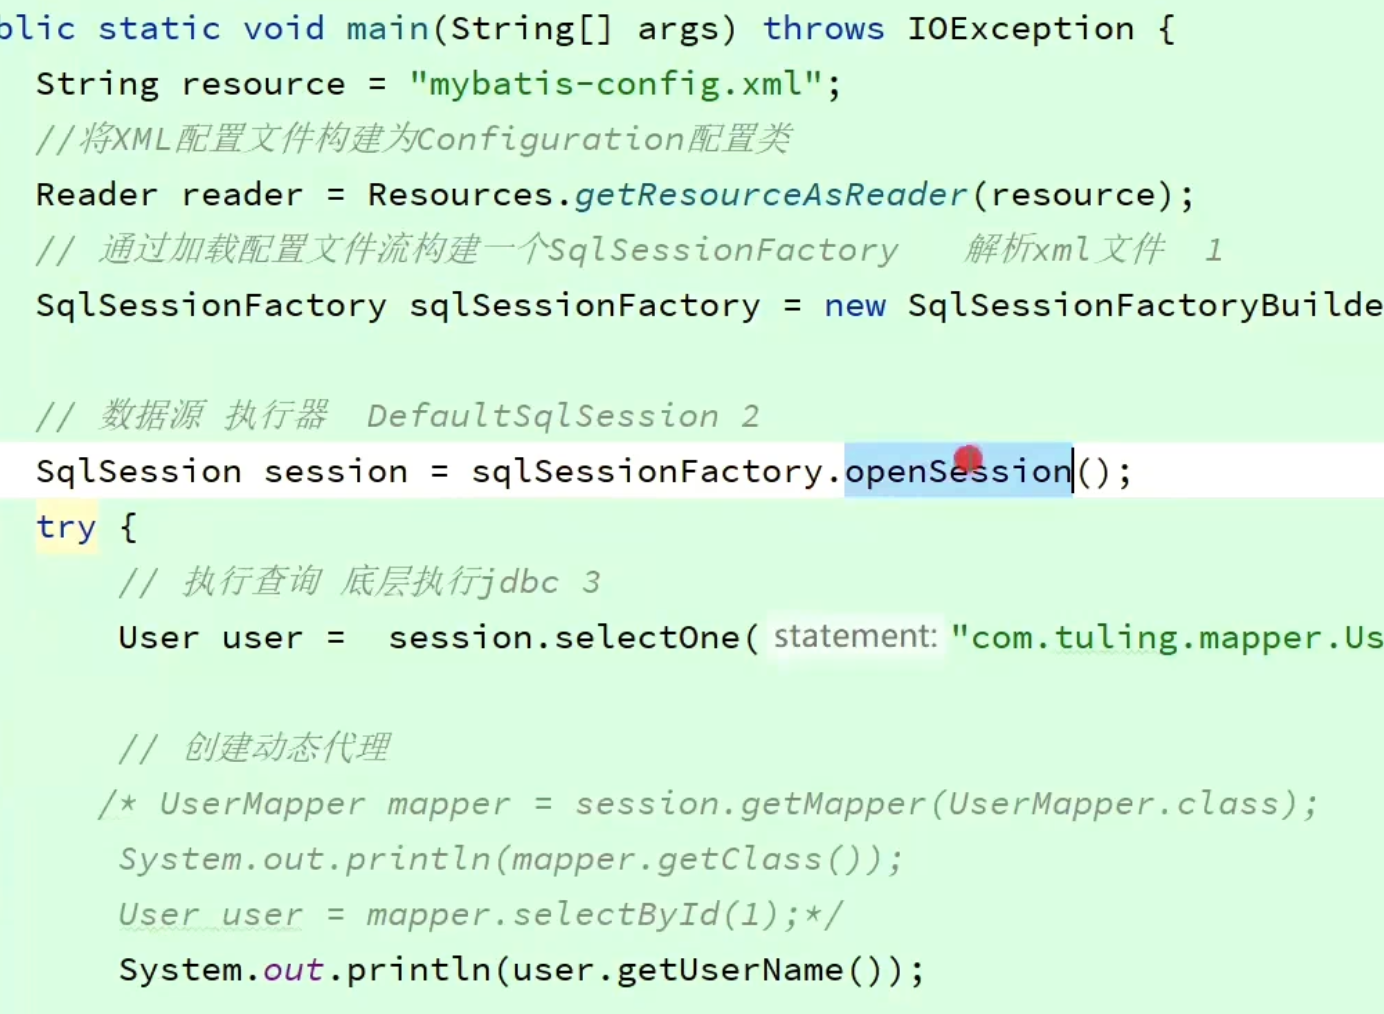 blic static void main(String[] args) throws IOException {
String resource = "mybatis-config.xml";
//将XML配置文件构建为Configuration配置类
Reader reader = Resources.getResourceAsReader(resource);
// 通过加载配置文件流构建一个SqlSessionFactory 解析xml文件 1
SqlSessionFactory sqlSessionFactory = new SqlSessionFactoryBuilde
// 数据源 执行器 DefaultSqlSession 2
SqlSession session = sqlSessionFactory.openSession();
try {
// 执行查询 底层执行jdbc 3
User user = session.selectOne( statement: "com.tuling.mapper.Us
// 创建动态代理
/* UserMapper mapper = session.getMapper(UserMapper.class);
System.out.println(mapper.getClass());
User user = mapper.selectById(1);*/
System.out.println(user.getUserName());